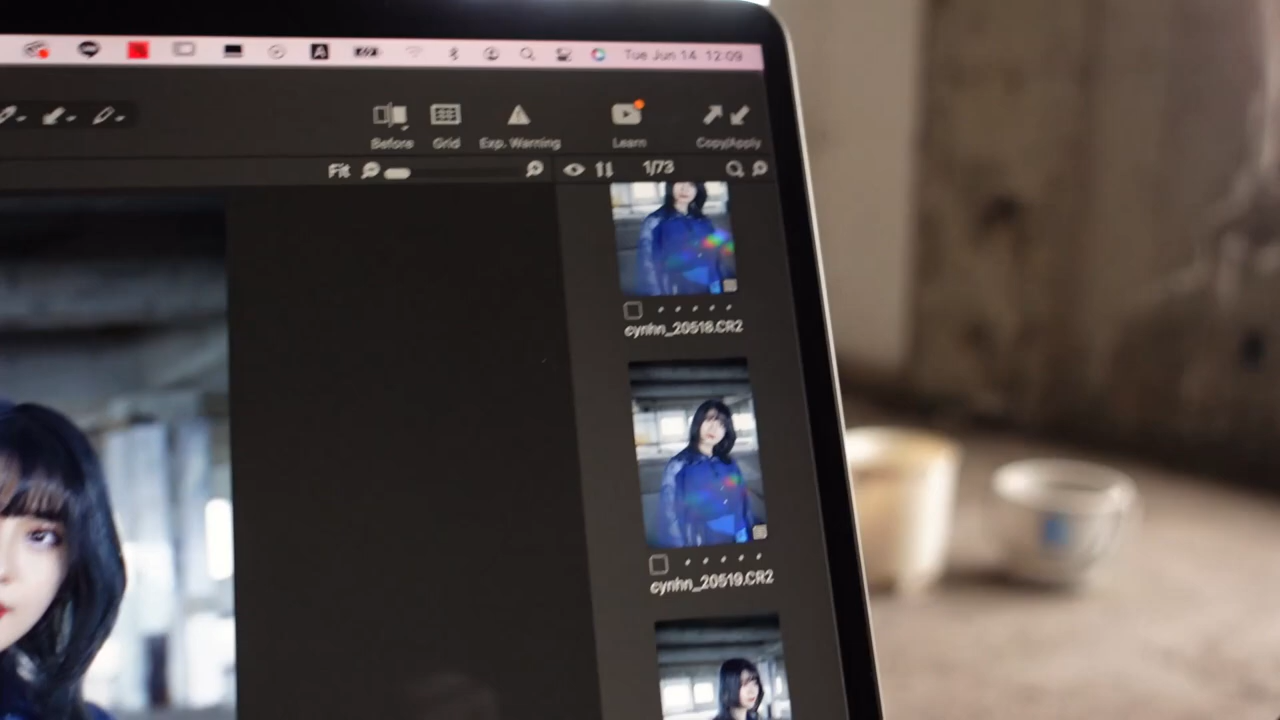 A
Tue Jun 14 12:09
Before
Grid
Exp. Warning
Learn
Copy/Apply
Fit
1/73
cynhn_20518.CR2
cynhn_20519.CR2